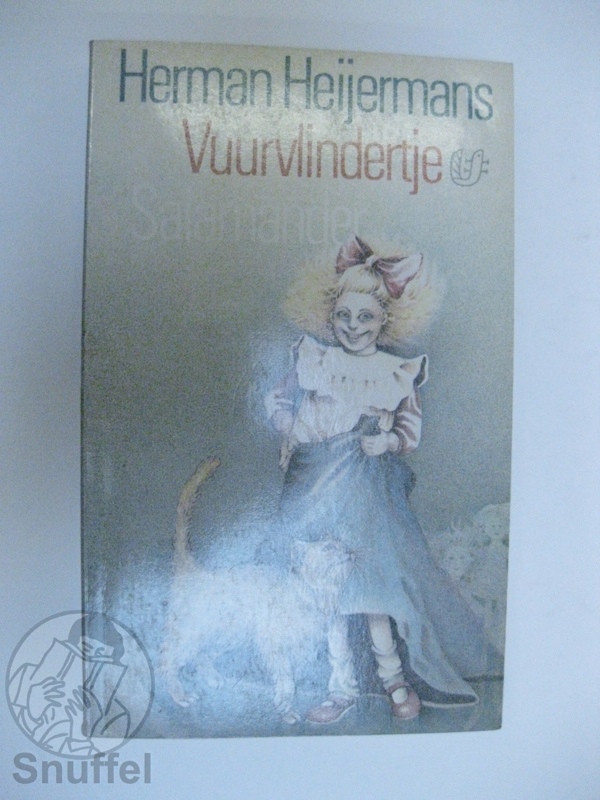 Herman Heijermans
Vuurvlindertje
Salamander
Snuffel